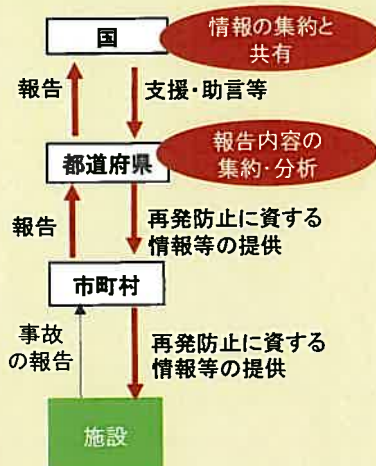 国
情報の集約と
共有
報告
支援・助言等
都道府県
報告内容の
集約・分析
報告
再発防止に資する
情報等の提供
市町村
事故
の報告
再発防止に資する
情報等の提供
施設